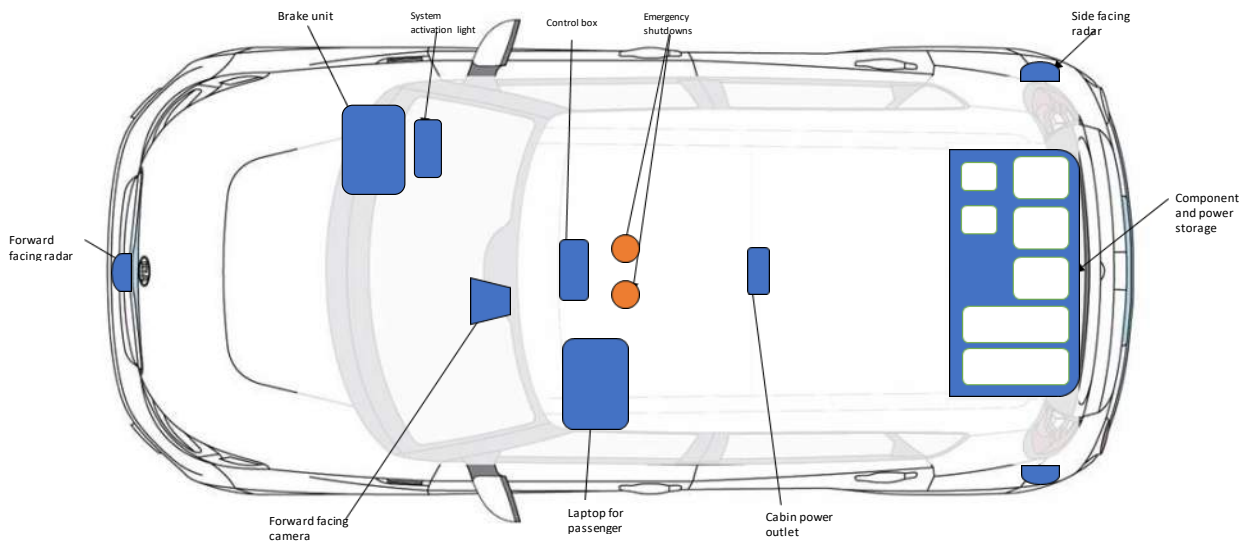 Brake unit
System
activation light
Control box
Emergency
shutdowns
Side facing
radar
Forward
facing radar
Component
and power
storage
Forward facing
camera
Laptop for
passenger
Cabin power
outlet